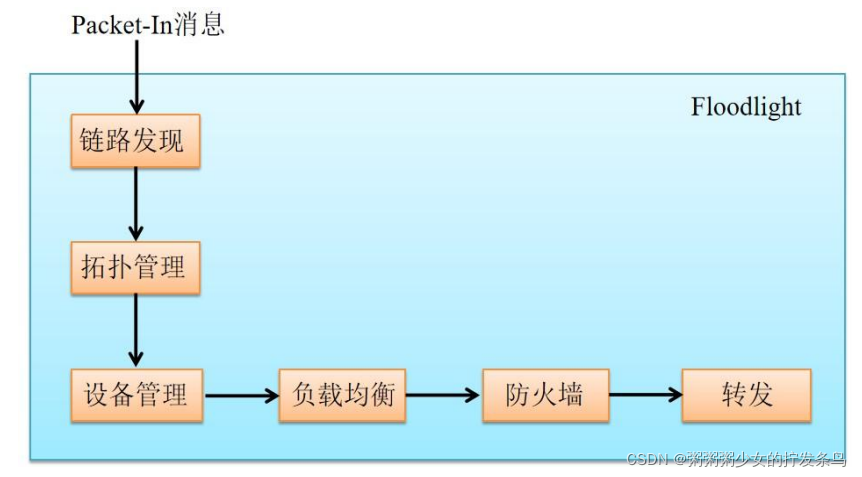 Packet-In消息
Floodlight
链路发现
拓扑管理
设备管理
负载均衡
防火墙
转发
CSDN @粥粥粥少女的拧发条鸟